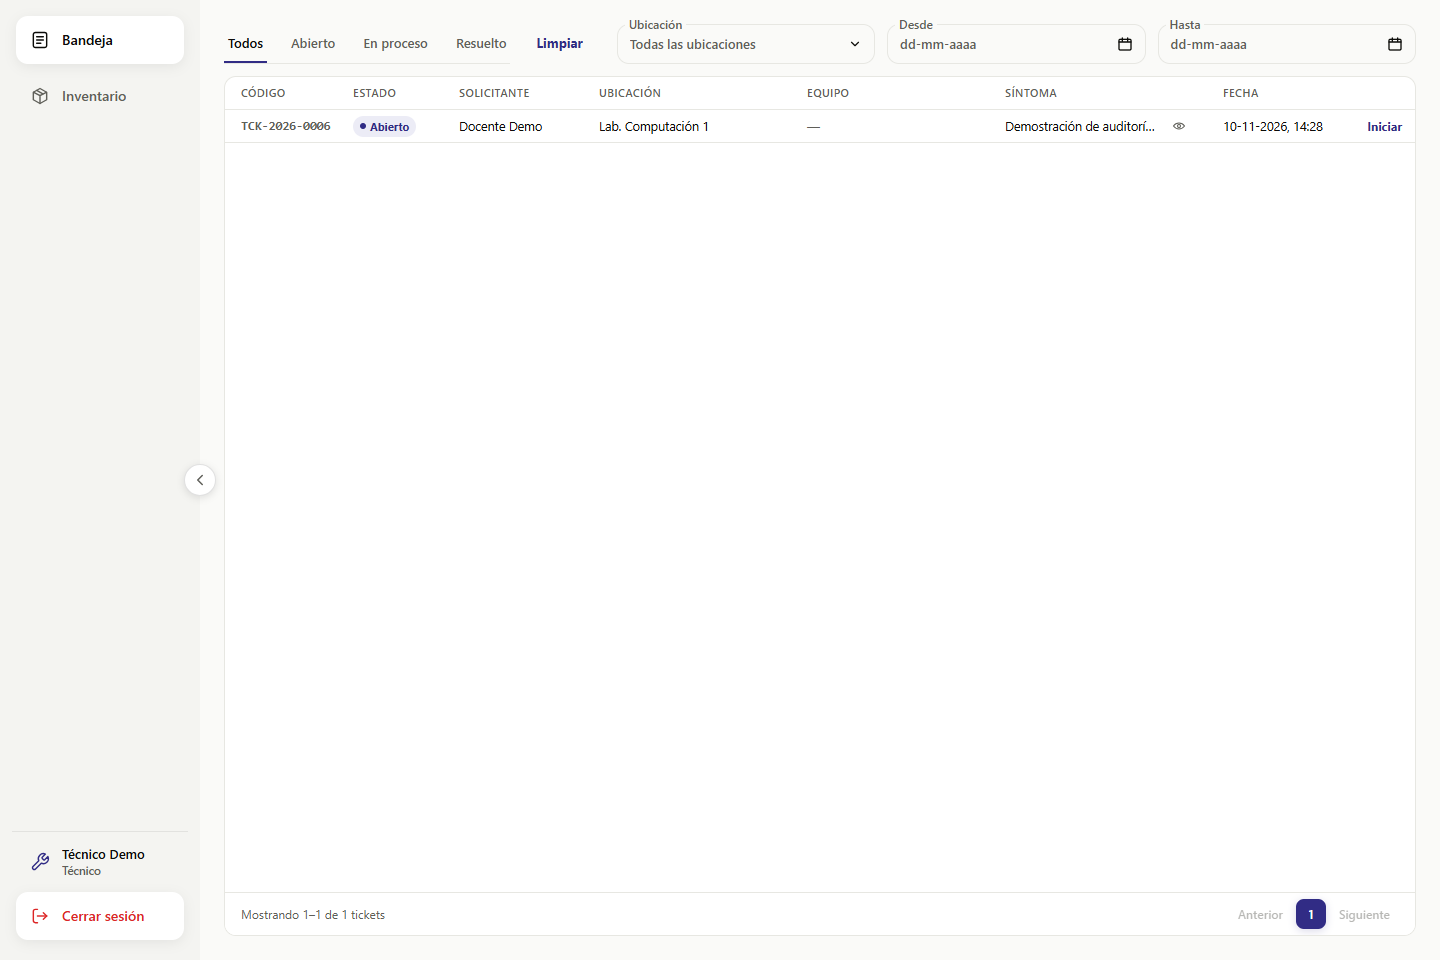 Bandeja
Inventario
Técnico Demo
Técnico
Cerrar sesión
Todos Abierto En proceso Resuelto Limpiar
Ubicación
Todas las ubicaciones
Desde
dd-mm-aaaa
Hasta
dd-mm-aaaa
CÓDIGO ESTADO SOLICITANTE UBICACIÓN EQUIPO SÍNTOMA FECHA
TCK-2026-0006 Abierto Docente Demo Lab. Computación 1 — Demostración de auditorí... 10-11-2026, 14:28 Iniciar
Mostrando 1–1 de 1 tickets
Anterior 1 Siguiente